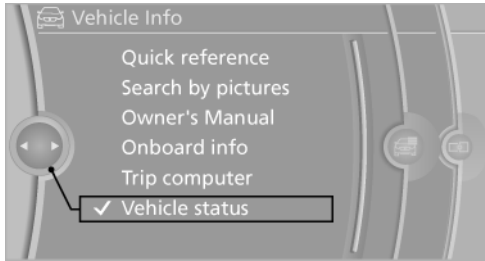 Vehicle Info
Quick reference
Search by pictures
Owner's Manual
Onboard info
Trip computer
✓ Vehicle status